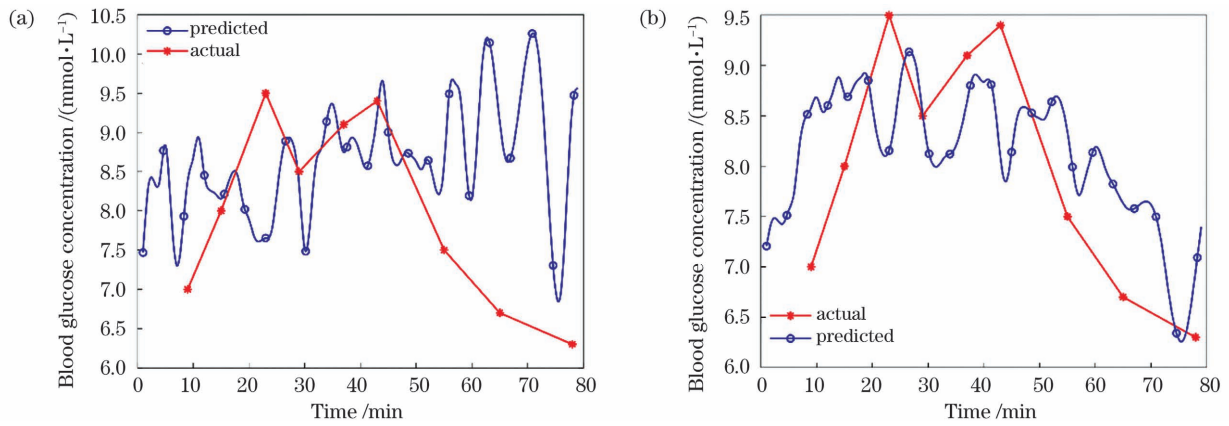 (a)
Blood glucose concentration /(mmol·L⁻¹)
10.5
10.0
9.5
9.0
8.5
8.0
7.5
7.0
6.5
6.0
predicted
actual
0 10 20 30 40 50 60 70 80
Time /min
(b)
Blood glucose concentration /(mmol·L⁻¹)
9.5
9.0
8.5
8.0
7.5
7.0
6.5
6.0
actual
predicted
0 10 20 30 40 50 60 70 80
Time /min